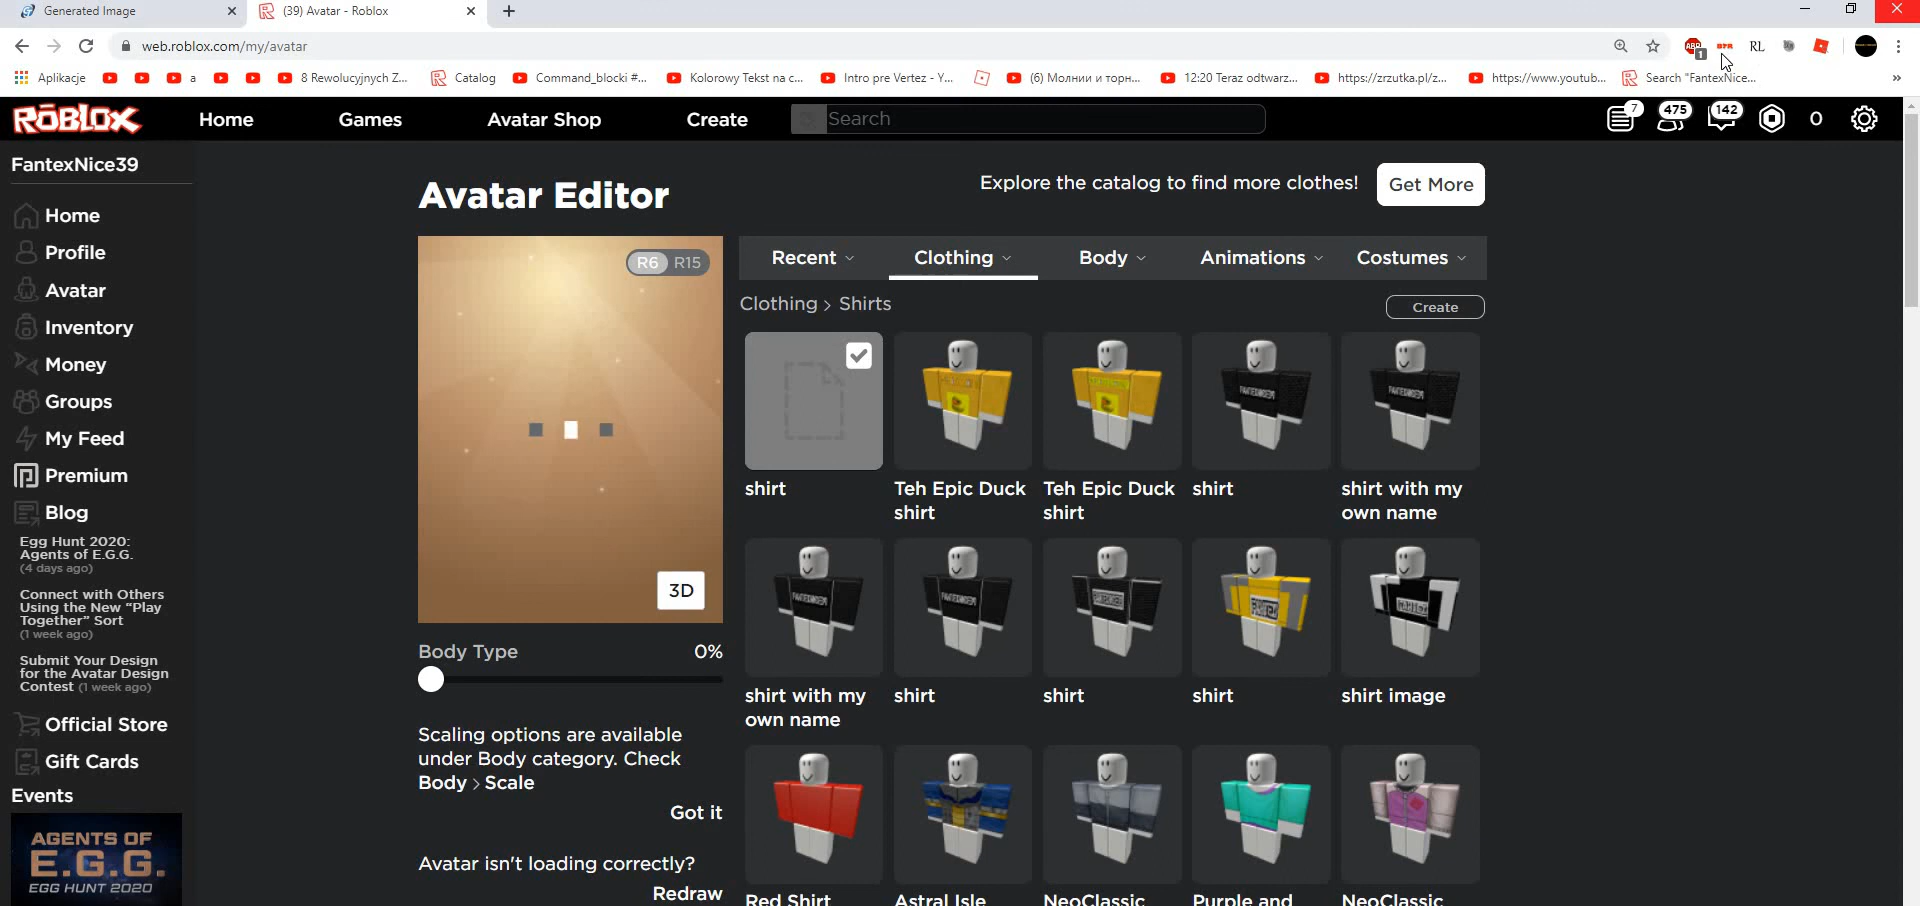 Generated Image
(39) Avatar - Roblox
web.roblox.com/my/avatar
ABP
1
BTR
RL
Aplikacje
a
8 Rewolucyjnych Z...
Catalog
Command_blocki #...
Kolorowy Tekst na c...
Intro pre Vertez - Y...
(6) Молнии и торн...
12:20 Teraz odtwarz...
https://zrzutka.pl/z...
https://www.youtub...
Search "FantexNice...
»
ROBLOX
Home
Games
Avatar Shop
Create
Search
7
475
142
0
FantexNice39
Home
Profile
Avatar
Inventory
Money
Groups
My Feed
Premium
Blog
Egg Hunt 2020:
Agents of E.G.G.
(4 days ago)
Connect with Others
Using the New "Play
Together" Sort
(1 week ago)
Submit Your Design
for the Avatar Design
Contest (1 week ago)
Official Store
Gift Cards
Events
AGENTS OF
E.G.G.
EGG HUNT 2020
Avatar Editor
Explore the catalog to find more clothes!
Get More
R6 R15
3D
Body Type 0%
Scaling options are available
under Body category. Check
Body > Scale
Got it
Avatar isn't loading correctly?
Redraw
Recent
Clothing
Body
Animations
Costumes
Clothing > Shirts
Create
shirt
Teh Epic Duck
shirt
Teh Epic Duck
shirt
shirt
shirt with my
own name
shirt with my
own name
shirt
shirt
shirt
shirt image
Red Shirt
Astral Isle
NeoClassic
Purple and
NeoClassic